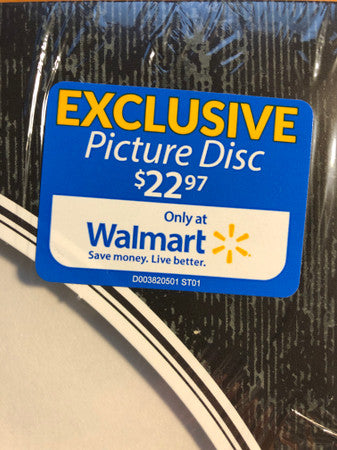 EXCLUSIVE
Picture Disc
$22.97
Only at
Walmart
Save money. Live better.
D003820501 ST01